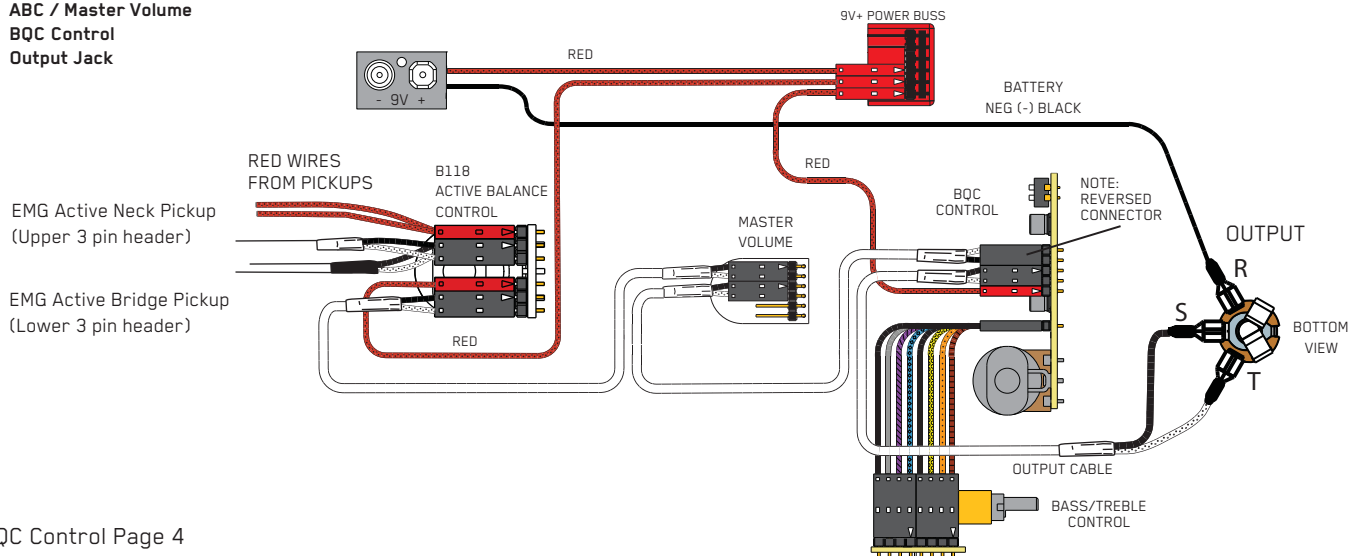 ABC / Master Volume
BQC Control
Output Jack
9V+ POWER BUSS
RED
- 9V +
BATTERY
NEG (-) BLACK
RED WIRES
FROM PICKUPS
B118
ACTIVE BALANCE
CONTROL
RED
NOTE:
REVERSED
CONNECTOR
BQC
CONTROL
EMG Active Neck Pickup
(Upper 3 pin header)
MASTER
VOLUME
OUTPUT
R
EMG Active Bridge Pickup
(Lower 3 pin header)
S
BOTTOM
VIEW
RED
T
OUTPUT CABLE
BASS/TREBLE
CONTROL
QC Control Page 4